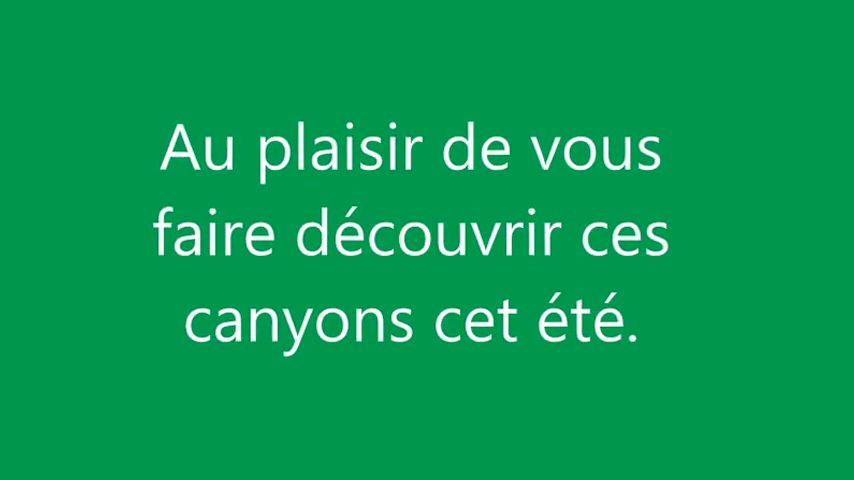 Au plaisir de vous
faire découvrir ces
canyons cet été.